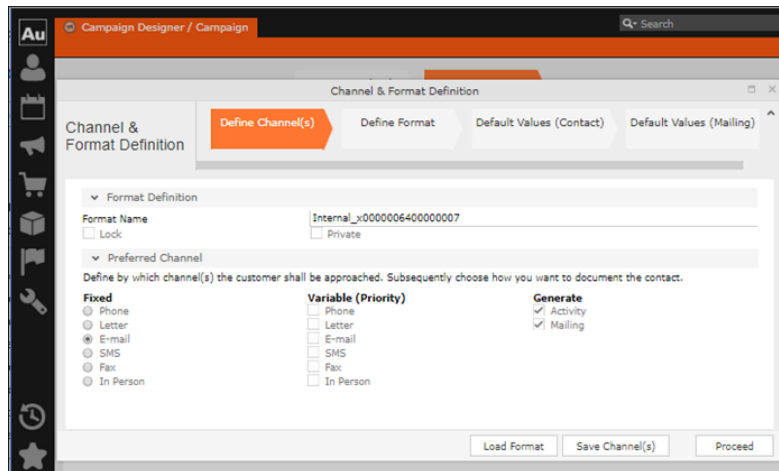 Au
Campaign Designer / Campaign
Search
Channel & Format Definition
Channel &
Format Definition
Define Channel(s)
Define Format
Default Values (Contact)
Default Values (Mailing)
Format Definition
Format Name
Internal_x0000006400000007
Lock
Private
Preferred Channel
Define by which channel(s) the customer shall be approached. Subsequently choose how you want to document the contact.
Fixed Variable (Priority) Generate
Phone Phone Activity
Letter Letter Mailing
E-mail E-mail
SMS SMS
Fax Fax
In Person In Person
Load Format Save Channel(s) Proceed